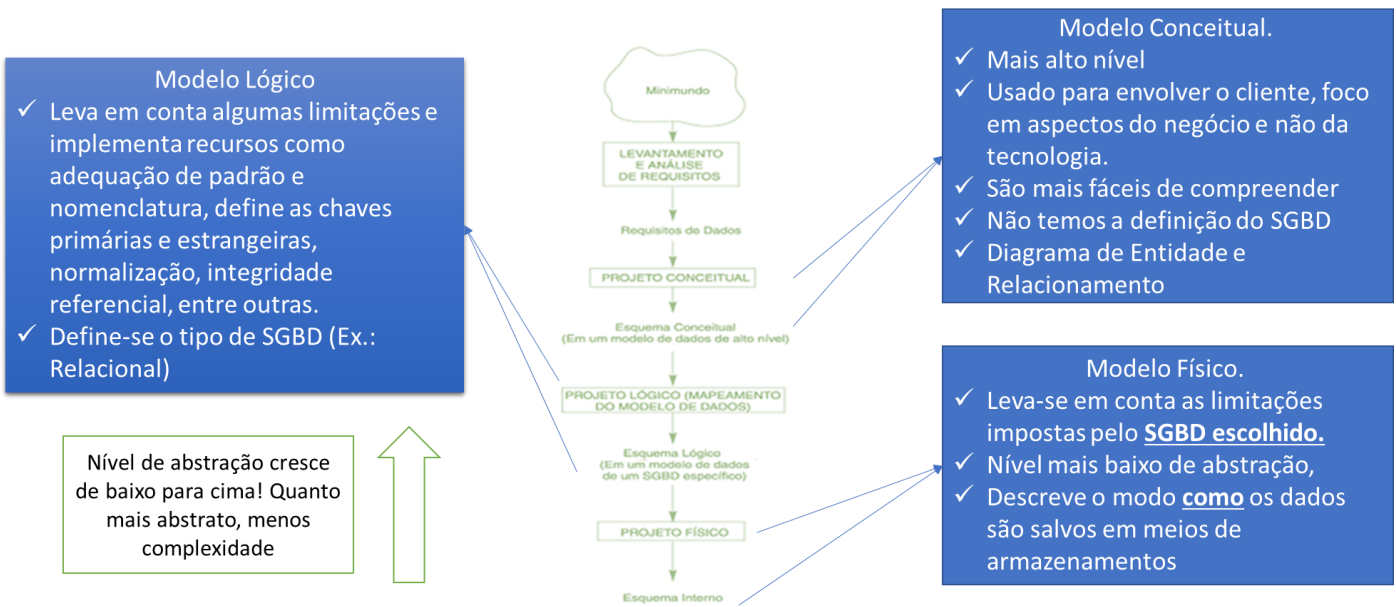 Modelo Lógico
✓ Leva em conta algumas limitações e
implementa recursos como
adequação de padrão e
nomenclatura, define as chaves
primárias e estrangeiras,
normalização, integridade
referencial, entre outras.
✓ Define-se o tipo de SGBD (Ex.:
Relacional)
Nível de abstração cresce
de baixo para cima! Quanto
mais abstrato, menos
complexidade
Minimundo
LEVANTAMENTO
E ANÁLISE
DE REQUISITOS
Requisitos de Dados
PROJETO CONCEITUAL
Esquema Conceitual
(Em um modelo de dados de alto nível)
PROJETO LÓGICO (MAPEAMENTO
DO MODELO DE DADOS)
Esquema Lógico
(Em um modelo de dados
de um SGBD específico)
PROJETO FÍSICO
Esquema Interno
Modelo Conceitual.
✓ Mais alto nível
✓ Usado para envolver o cliente, foco
em aspectos do negócio e não da
tecnologia.
✓ São mais fáceis de compreender
✓ Não temos a definição do SGBD
✓ Diagrama de Entidade e
Relacionamento
Modelo Físico.
✓ Leva-se em conta as limitações
impostas pelo SGBD escolhido.
✓ Nível mais baixo de abstração,
✓ Descreve o modo como os dados
são salvos em meios de
armazenamentos